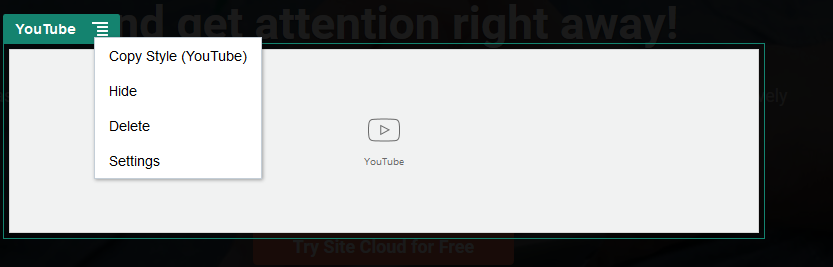 nd get attention right away!
YouTube
Copy Style (YouTube)
Hide
Delete
Settings
YouTube
Try Site Cloud for Free